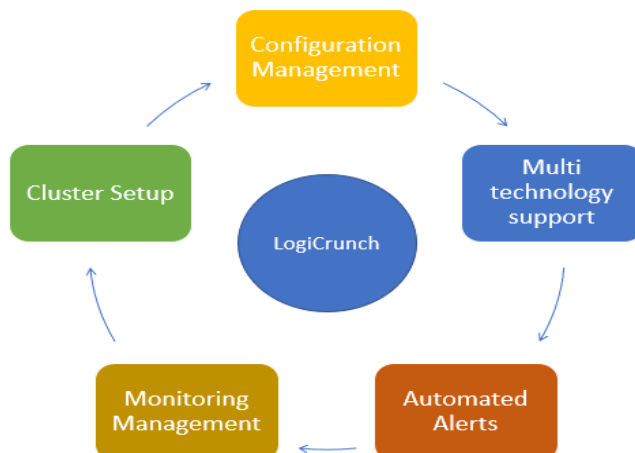 Configuration
Management
Multi
technology
support
Cluster Setup
LogiCrunch
Monitoring
Management
Automated
Alerts